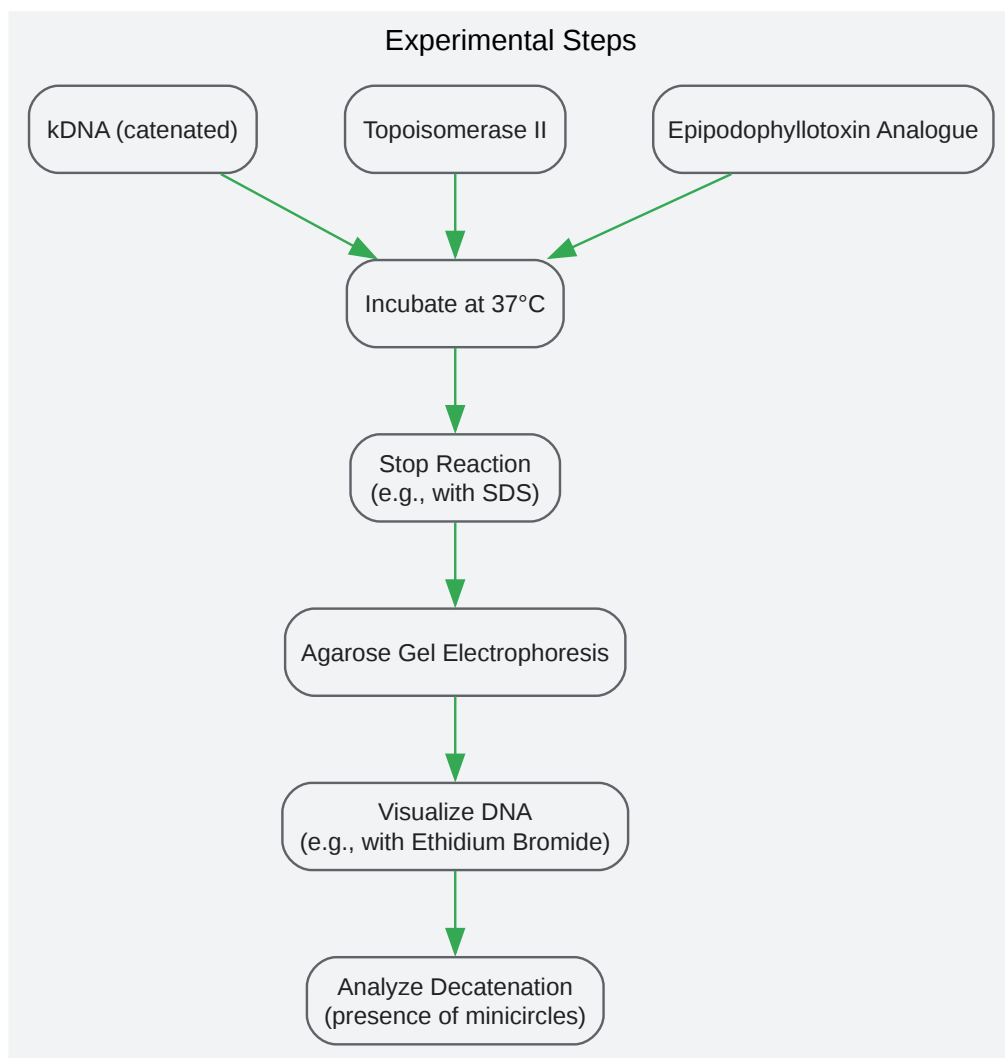 Experimental Steps
kDNA (catenated)
Topoisomerase II
Epipodophyllotoxin Analogue
Incubate at 37°C
Stop Reaction
(e.g., with SDS)
Agarose Gel Electrophoresis
Visualize DNA
(e.g., with Ethidium Bromide)
Analyze Decatenation
(presence of minicircles)